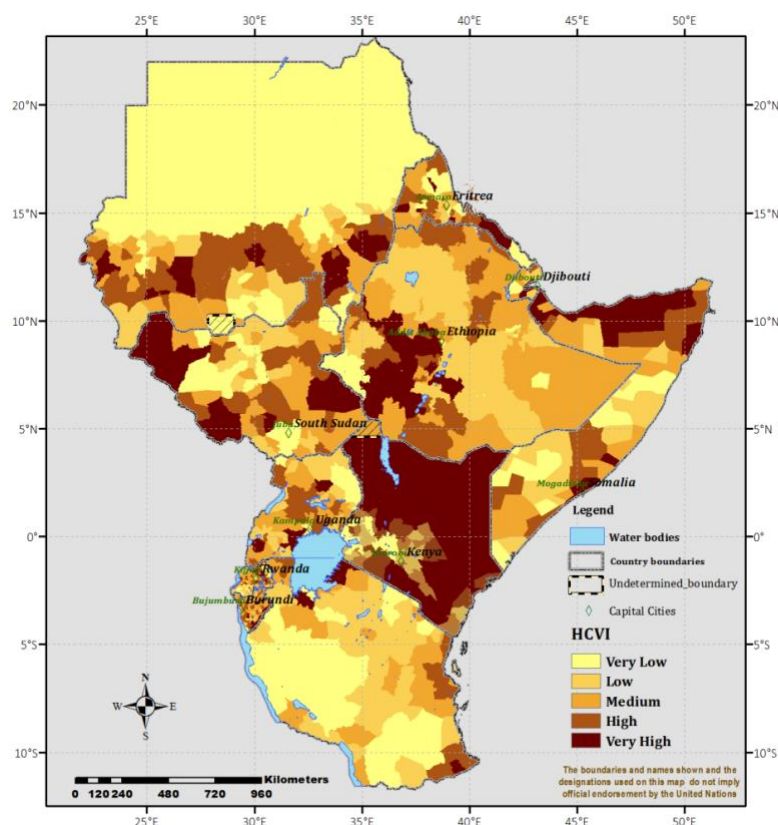 25°E 30°E 35°E 40°E 45°E 50°E
20°N 20°N
Eritrea
15°N 15°N
Djibouti Djibouti
10°N 10°N
Ethiopia
5°N South Sudan 5°N
Somalia
Legend
0° Kampala Uganda 0°
Water bodies
Kenya
Country boundaries
Rwanda
Undetermined_boundary
Bujumbura Burundi
Capital Cities
5°S 5°S
HCVI
Very Low
Low
Medium
High
Very High
N
W E
S
10°S 10°S
Kilometers
0 120 240 480 720 960
The boundaries and names shown and the
designations used on this map do not imply
official endorsement by the United Nations
25°E 30°E 35°E 40°E 45°E 50°E